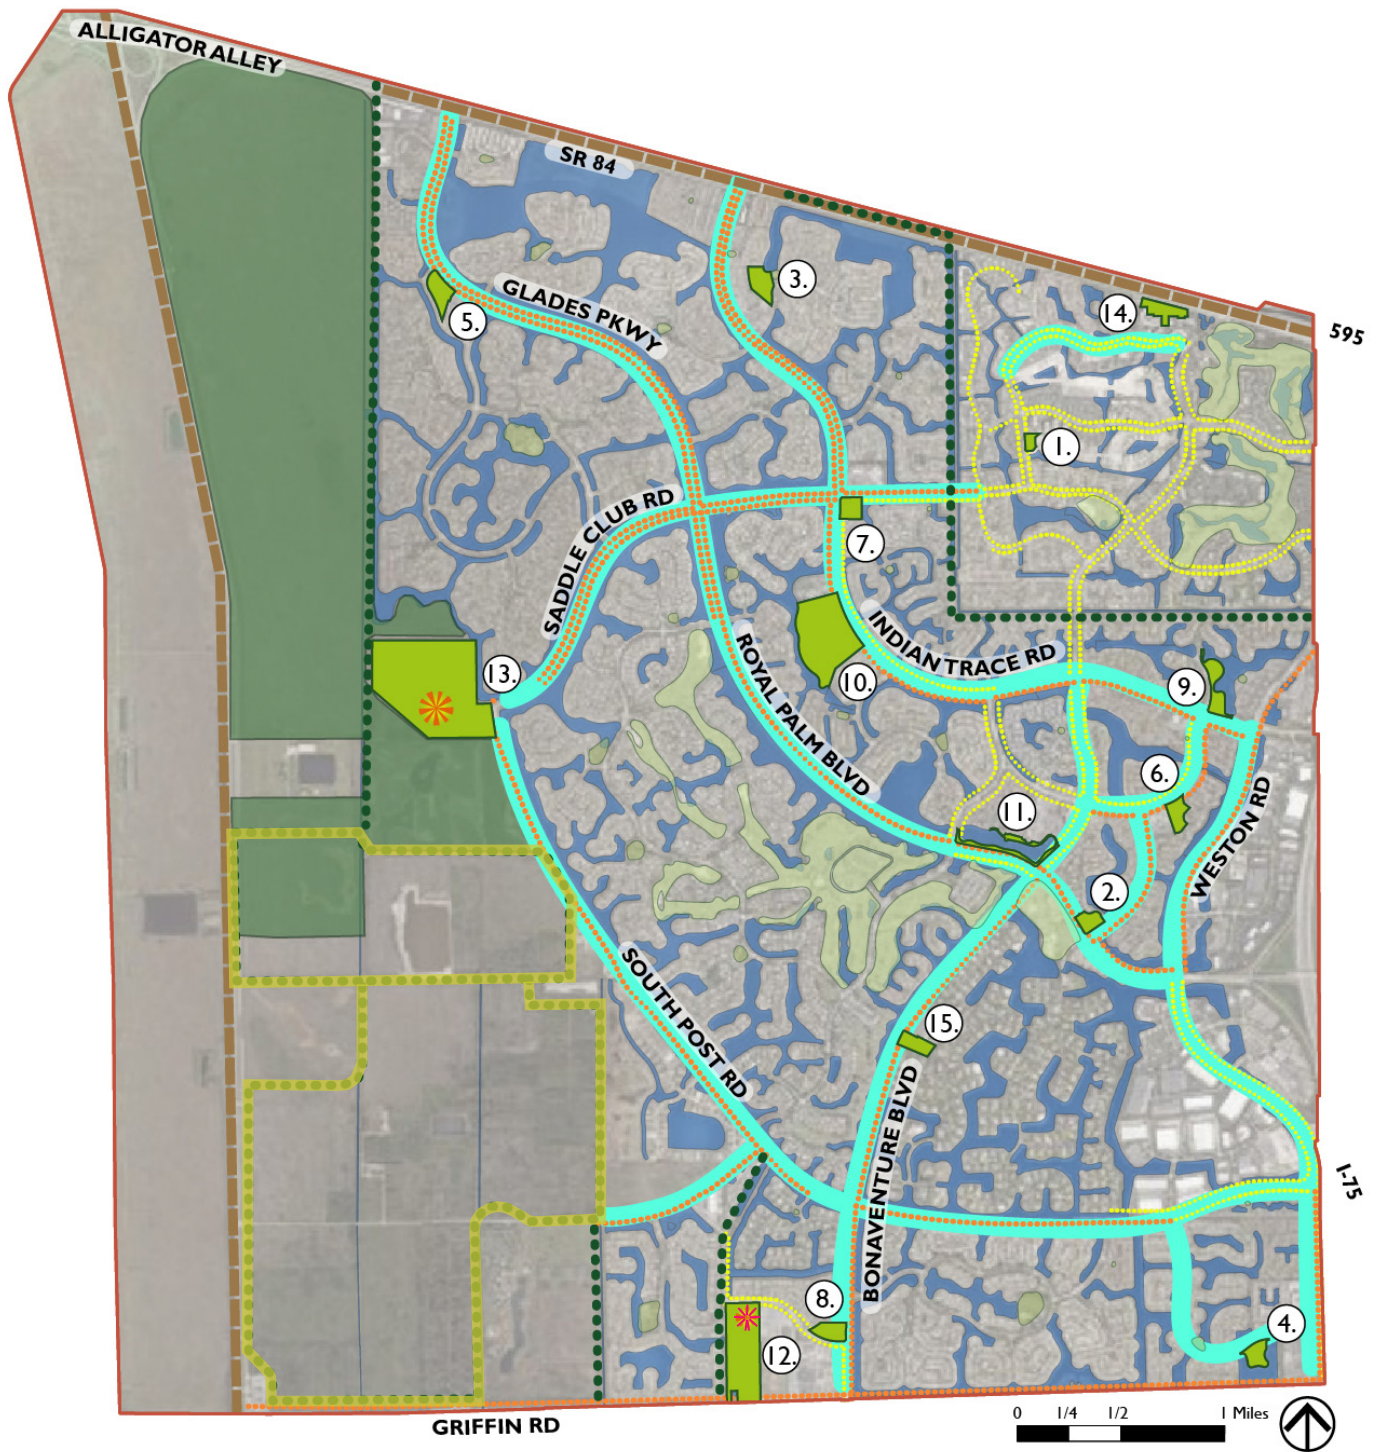 ALLIGATOR ALLEY
SR 84
595
3.
14.
GLADES PKWY
5.
1.
SADDLE CLUB RD
7.
INDIAN TRACE RD
ROYAL PALM BLVD
13.
10.
9.
6.
11.
WESTON RD
2.
SOUTH POST RD
15.
BONAVENTURE BLVD
I-75
8.
4.
12.
0 1/4 1/2 1 Miles
GRIFFIN RD